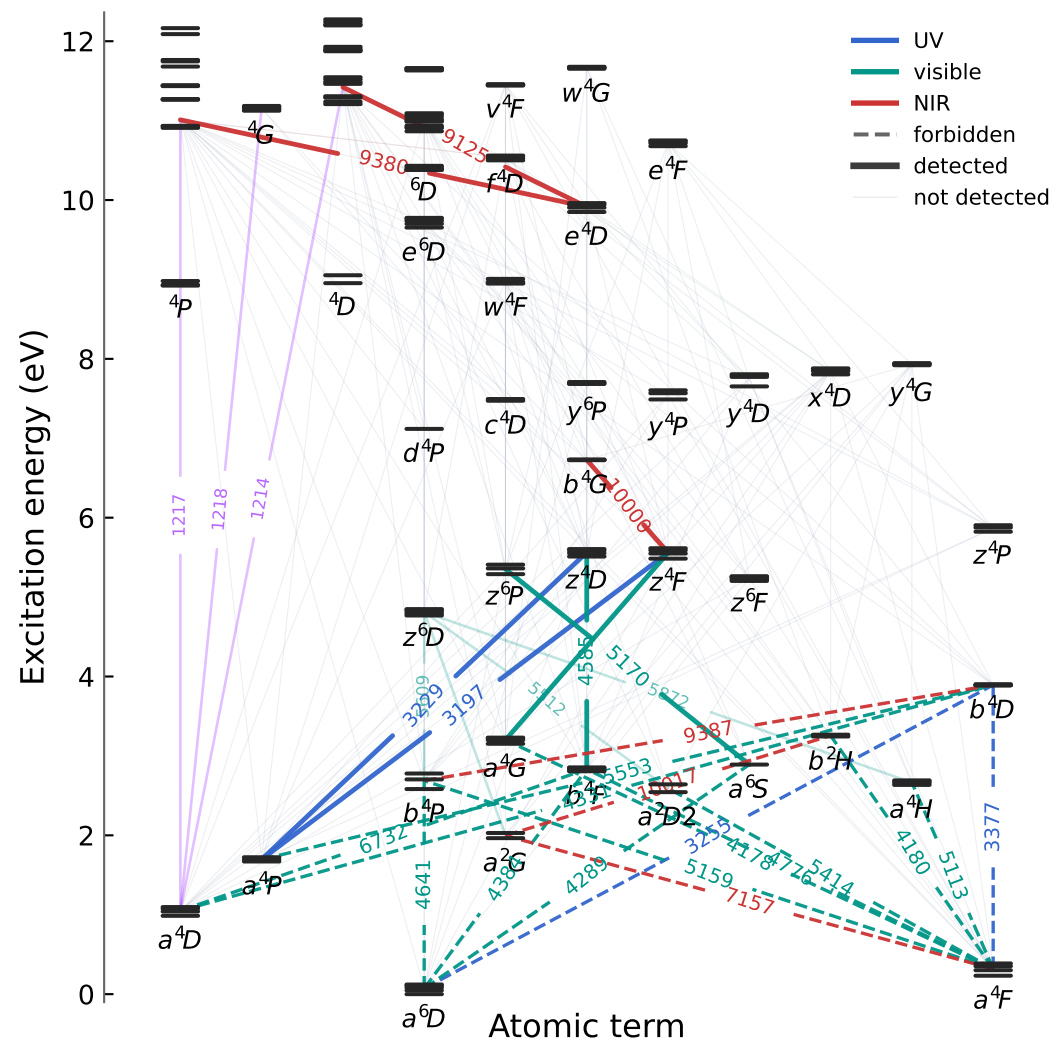 12
10
8
6
4
2
0
Excitation energy (eV)
Atomic term
UV
visible
NIR
forbidden
detected
not detected
⁴G
v⁴F
w⁴G
9380
9125
⁶D
f⁴D
e⁴F
e⁶D
e⁴D
⁴P
⁴D
w⁴F
d⁴P
c⁴D
y⁶P
y⁴P
y⁴D
x⁴D
y⁴G
1217
1218
1214
b⁴G
10000
z⁶P
z⁴D
z⁴F
z⁶F
z⁴P
z⁶D
4585
5170
5872
5412
3229
3197
9387
b⁴D
a⁴G
5553
b⁴F
10017
b⁴P
a²D2
a⁶S
b²H
a⁴H
6732
3255
3377
a⁴P
a²G
4641
4289
4178
4776
5414
4180
5113
5159
7157
a⁴D
a⁶D
a⁴F